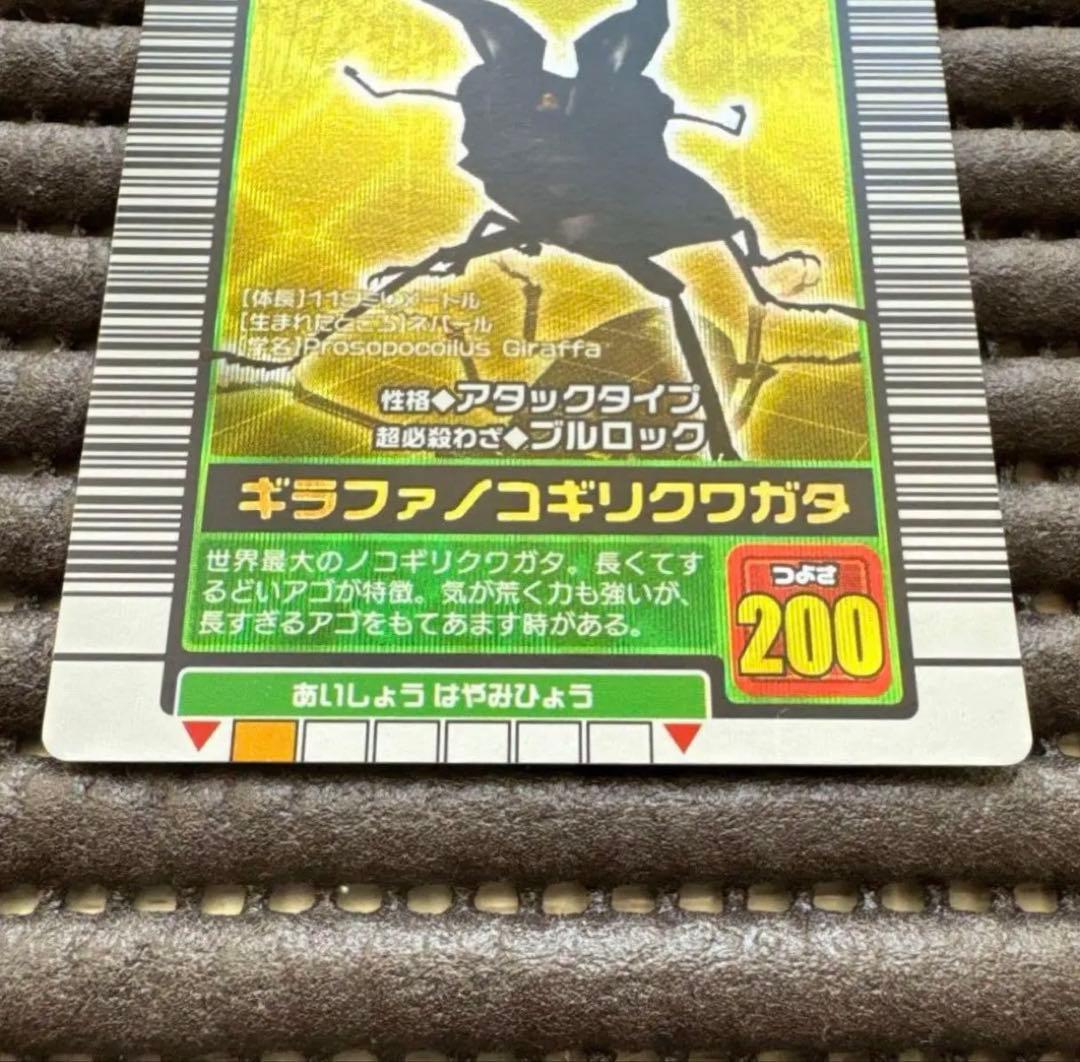 [体長]119ミリメートル
[生まれたところ]ネパール
[学名]Prosopocoilus Giraffa
性格◆アタックタイプ
超必殺わざ◆ブルロック
ギラファノコギリクワガタ
世界最大のノコギリクワガタ。長くてす
るどいアゴが特徴。気が荒く力も強いが、
長すぎるアゴをもてあます時がある。
つよさ
200
あいしょう はやみひょう